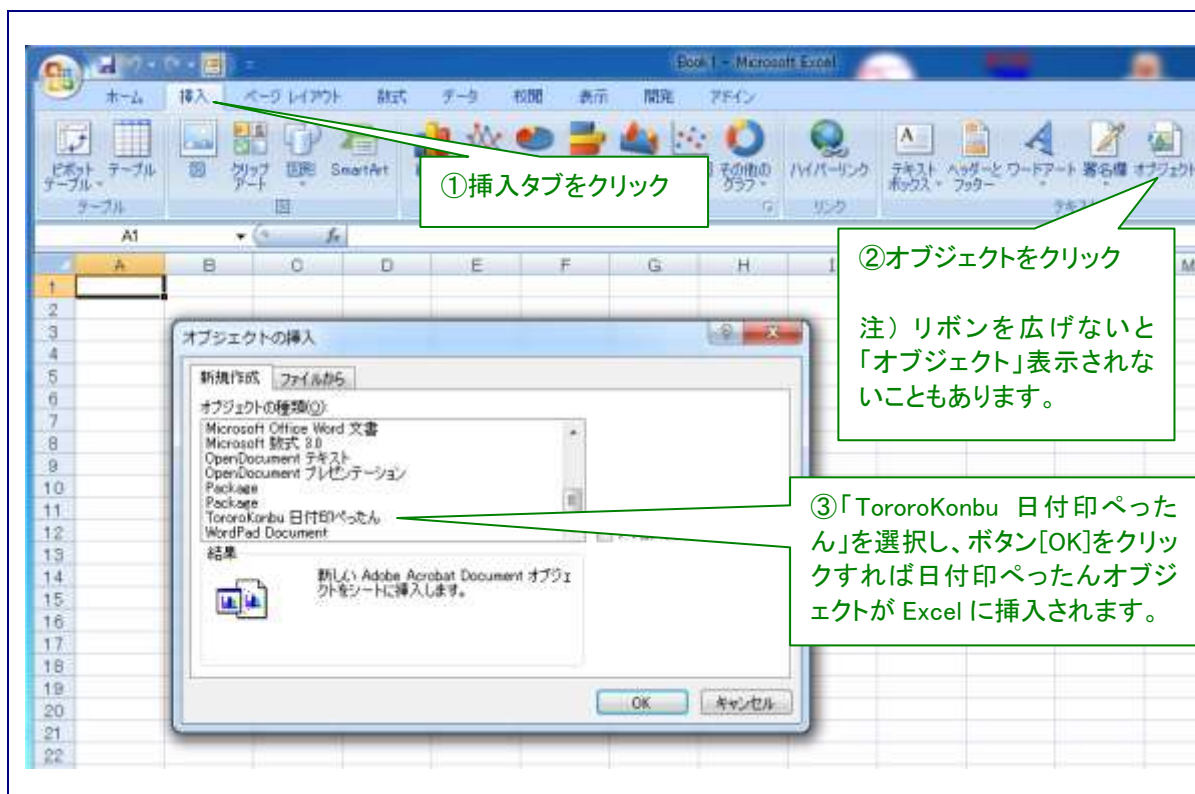 Book1 - Microsoft Excel
ホーム 挿入 ページ レイアウト 数式 データ 校閲 表示 開発 アドイン
ピボット テーブル テーブル 図 クリップ アート 図形 SmartArt その他の グラフ ハイパーリンク テキスト ボックス ヘッダーと フッター ワードアート 署名欄 オブジェクト
テーブル 図 リンク テキスト
①挿入タブをクリック
A1 fx
A B C D E F G H I M
②オブジェクトをクリック
注）リボンを広げないと
「オブジェクト」表示されな
いこともあります。
1
2
3
4
5
6
7
8
9
10
11
12
13
14
15
16
17
18
19
20
21
22
オブジェクトの挿入
新規作成 ファイルから
オブジェクトの種類(O):
Microsoft Office Word 文書
Microsoft 数式 3.0
OpenDocument テキスト
OpenDocument プレゼンテーション
Package
Package
TororoKonbu 日付印ぺったん
WordPad Document
結果
新しい Adobe Acrobat Document オブジェ
クトをシートに挿入します。
OK キャンセル
③「TororoKonbu 日付印ぺった
ん」を選択し、ボタン[OK]をクリッ
クすれば日付印ぺったんオブジ
ェクトが Excel に挿入されます。